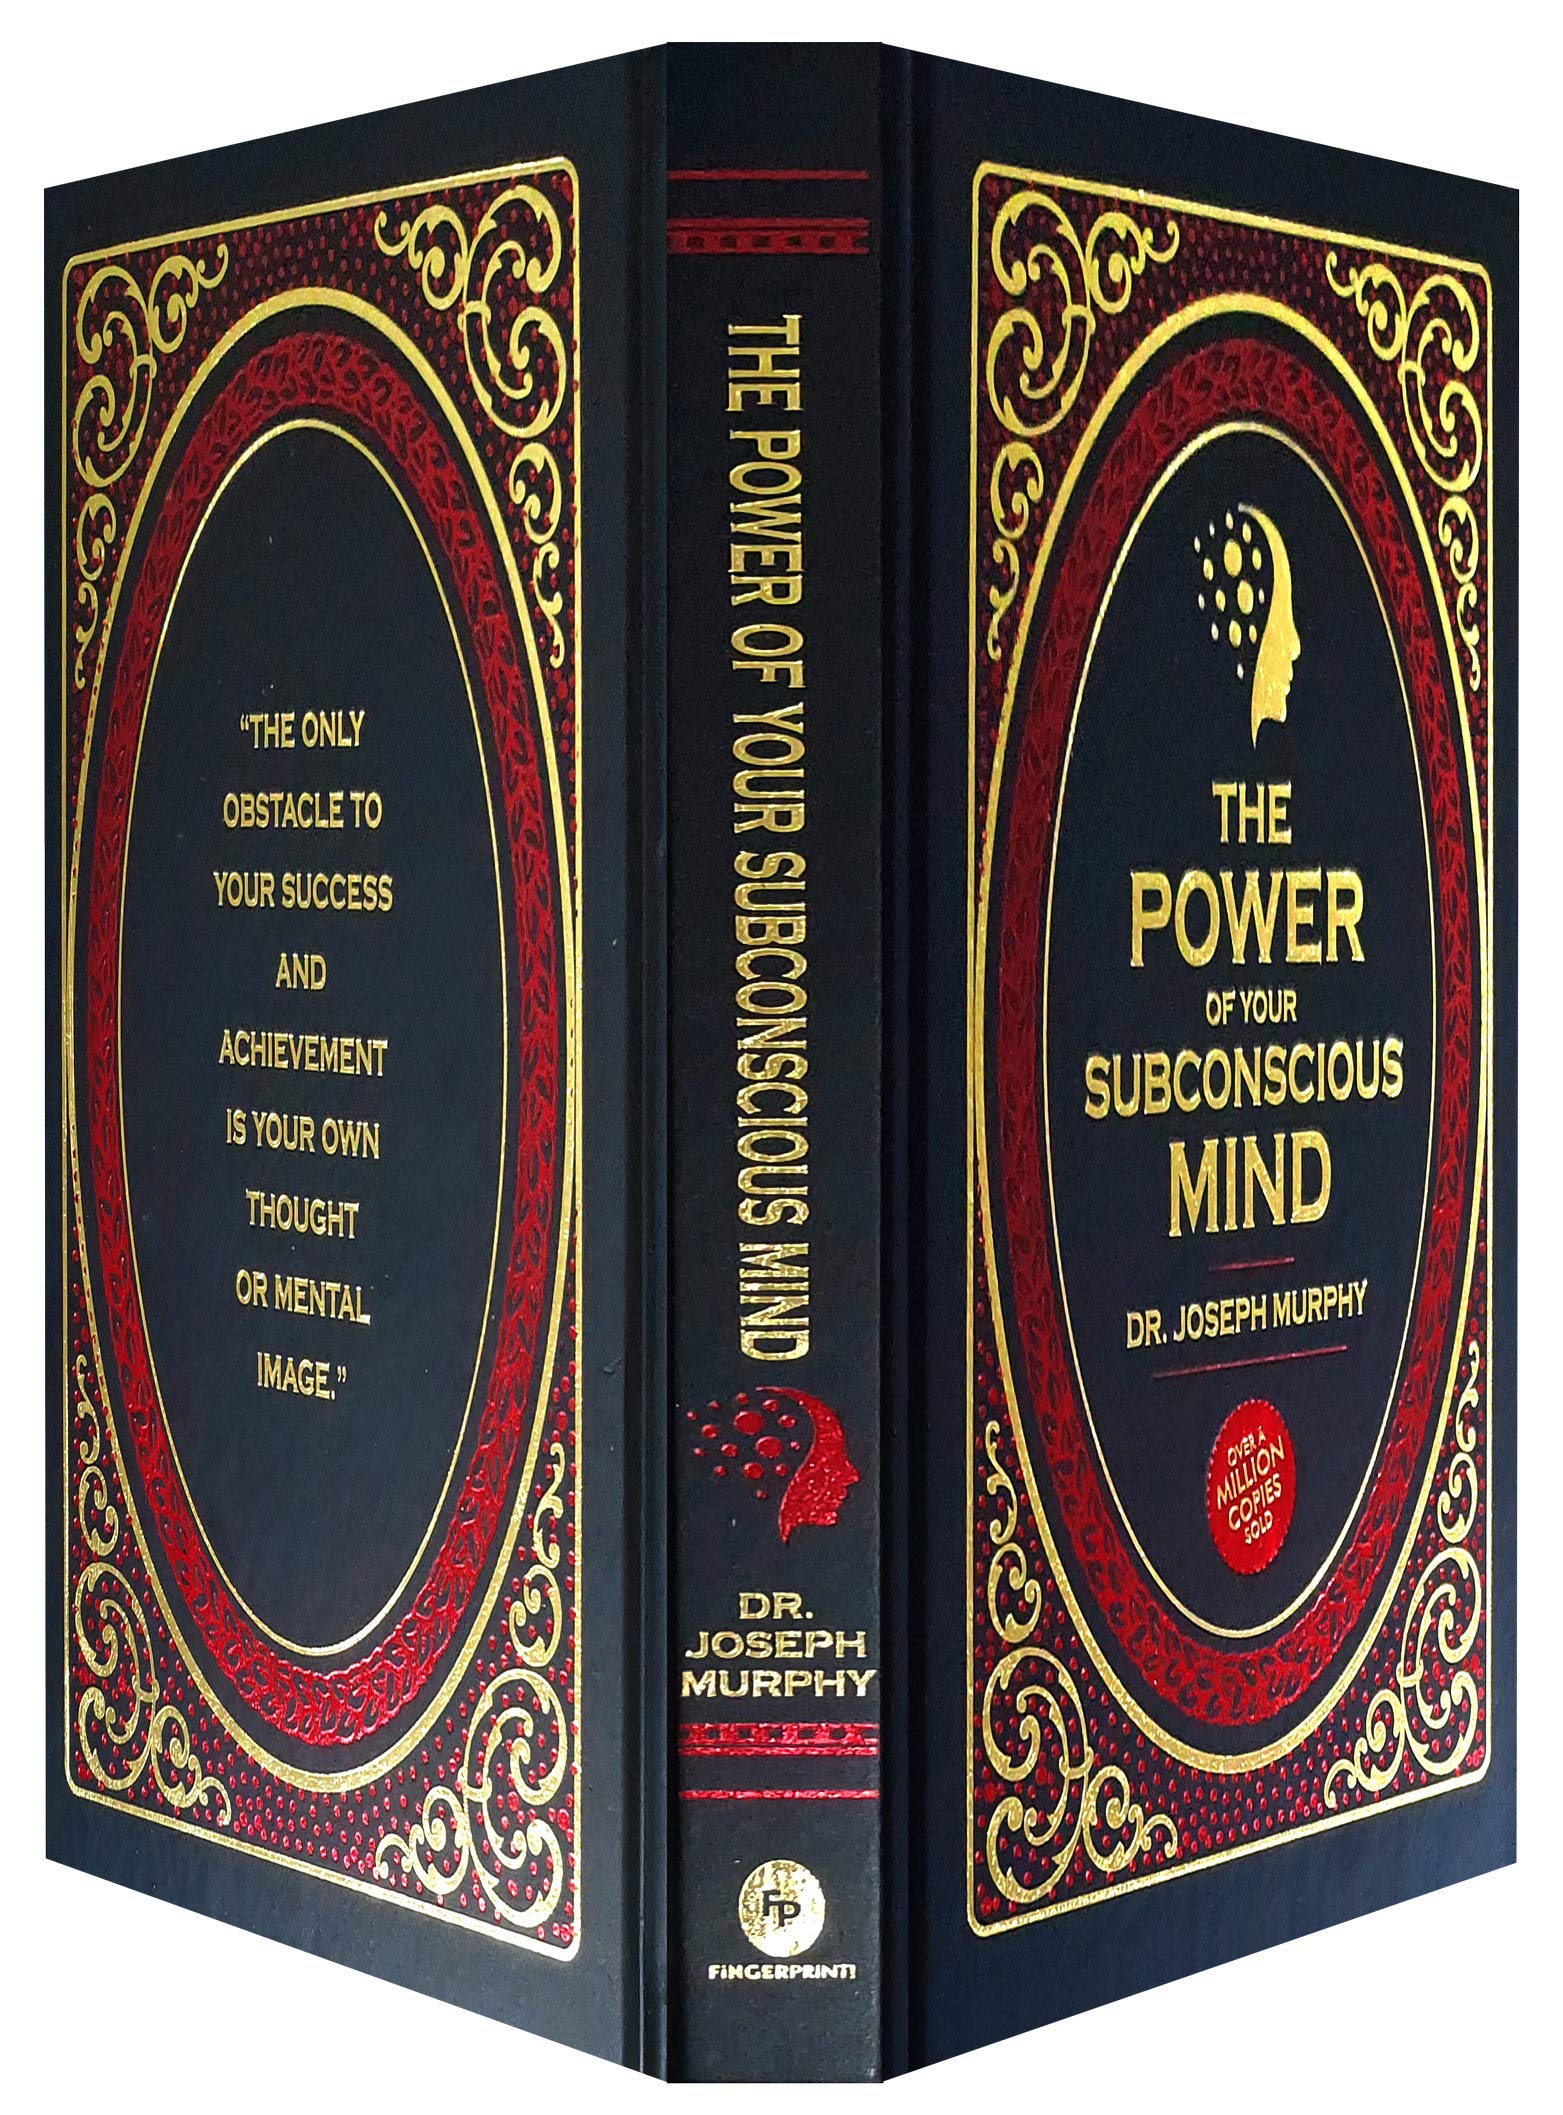 “THE ONLY
OBSTACLE TO
YOUR SUCCESS
AND
ACHIEVEMENT
IS YOUR OWN
THOUGHT
OR MENTAL
IMAGE.”
THE POWER OF YOUR SUBCONSCIOUS MIND
DR.
JOSEPH
MURPHY
FP
FiNGERPRINT!
THE
POWER
OF YOUR
SUBCONSCIOUS
MIND
DR. JOSEPH MURPHY
OVER A
MILLION
COPIES
SOLD